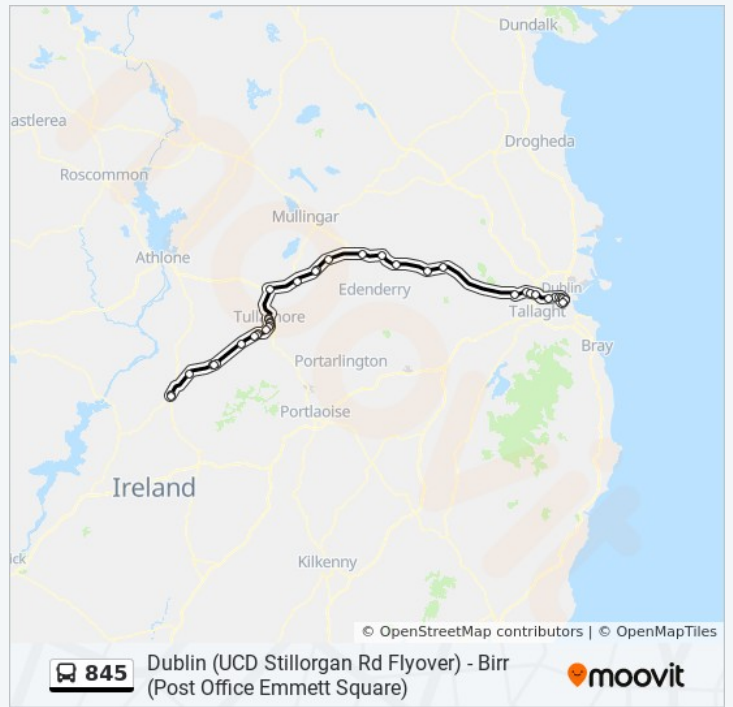 Dundalk
astlerea
Drogheda
Roscommon
Mullingar
Athlone
Edenderry
Dublin
Tullamore
Tallaght
Bray
Portarlington
Portlaoise
Ireland
ick
Kilkenny
© OpenStreetMap contributors | © OpenMapTiles
845
Dublin (UCD Stillorgan Rd Flyover) - Birr
(Post Office Emmett Square)
moovit
moovit